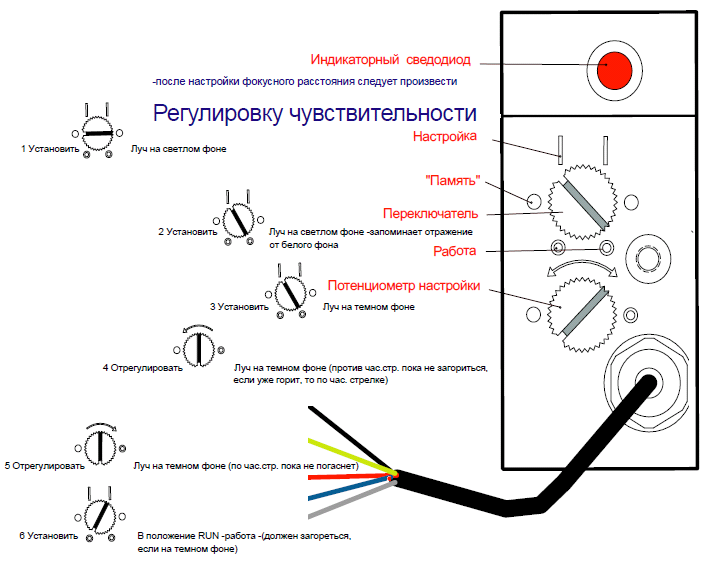 Индикаторный сведодиод
-после настройки фокусного расстояния следует произвести
Регулировку чувствительности
Настройка
1 Установить Луч на светлом фоне
"Память"
Переключатель
2 Установить Луч на светлом фоне -запоминает отражение
от белого фона
Работа
Потенциометр настройки
3 Установить Луч на темном фоне
4 Отрегулировать Луч на темном фоне (против час.стр. пока не загориться,
если уже горит, то по час. стрелке)
5 Отрегулировать Луч на темном фоне (по час.стр. пока не погаснет)
6 Установить В положение RUN -работа -(должен загореться,
если на темном фоне)